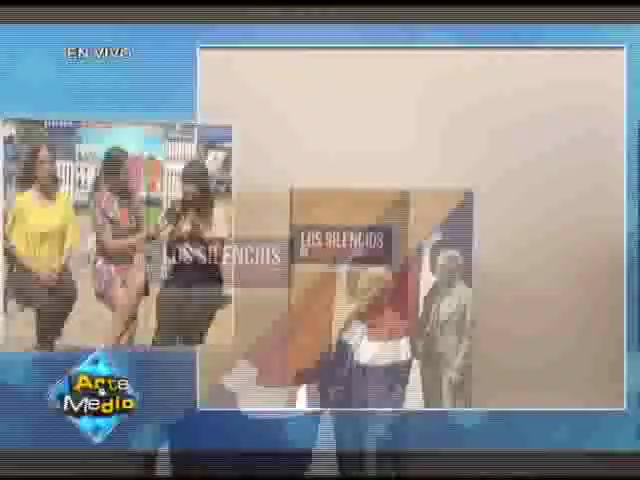 EN VIVO
LOS SILENCIOS
LOS SILENCIOS
Arte
Medio